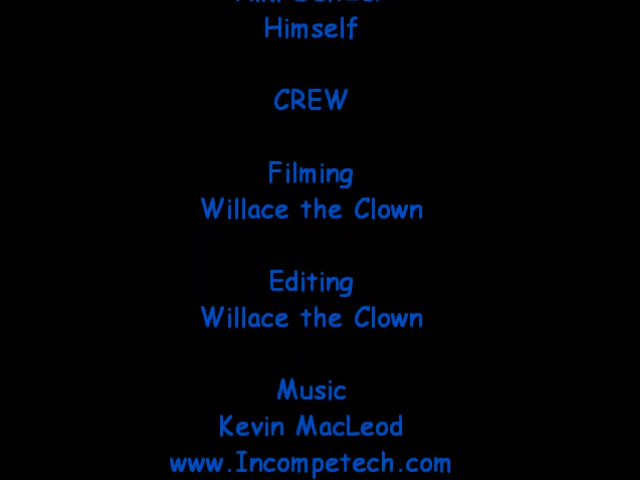 Himself
CREW
Filming
Willace the Clown
Editing
Willace the Clown
Music
Kevin MacLeod
www.Incompetech.com